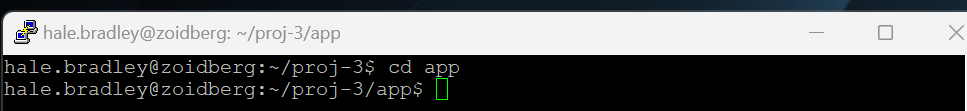 hale.bradley@zoidberg: ~/proj-3/app
hale.bradley@zoidberg:~/proj-3$ cd app
hale.bradley@zoidberg:~/proj-3/app$